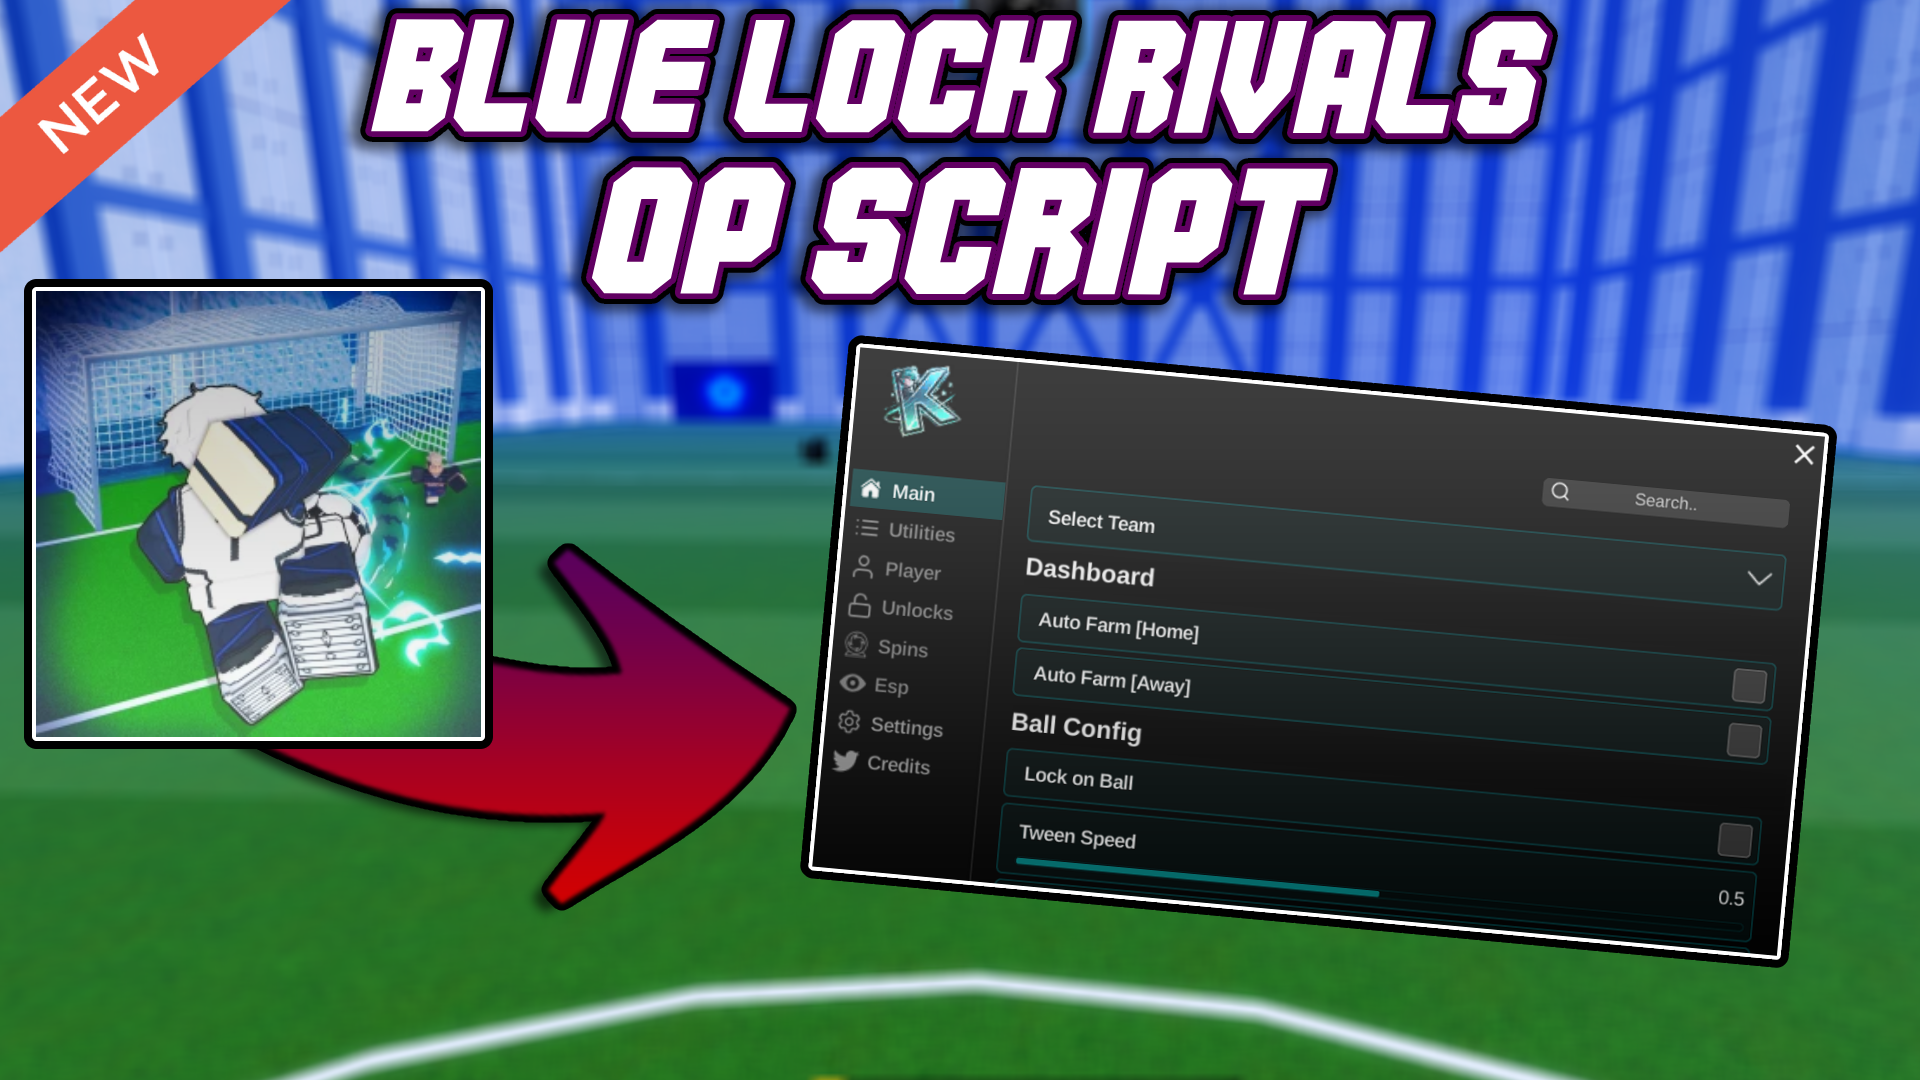 NEW
BLUE LOCK RIVALS
OP SCRIPT
K
Main
Utilities
Player
Unlocks
Spins
Esp
Settings
Credits
Search..
Select Team
Dashboard
Auto Farm [Home]
Auto Farm [Away]
Ball Config
Lock on Ball
Tween Speed
0.5